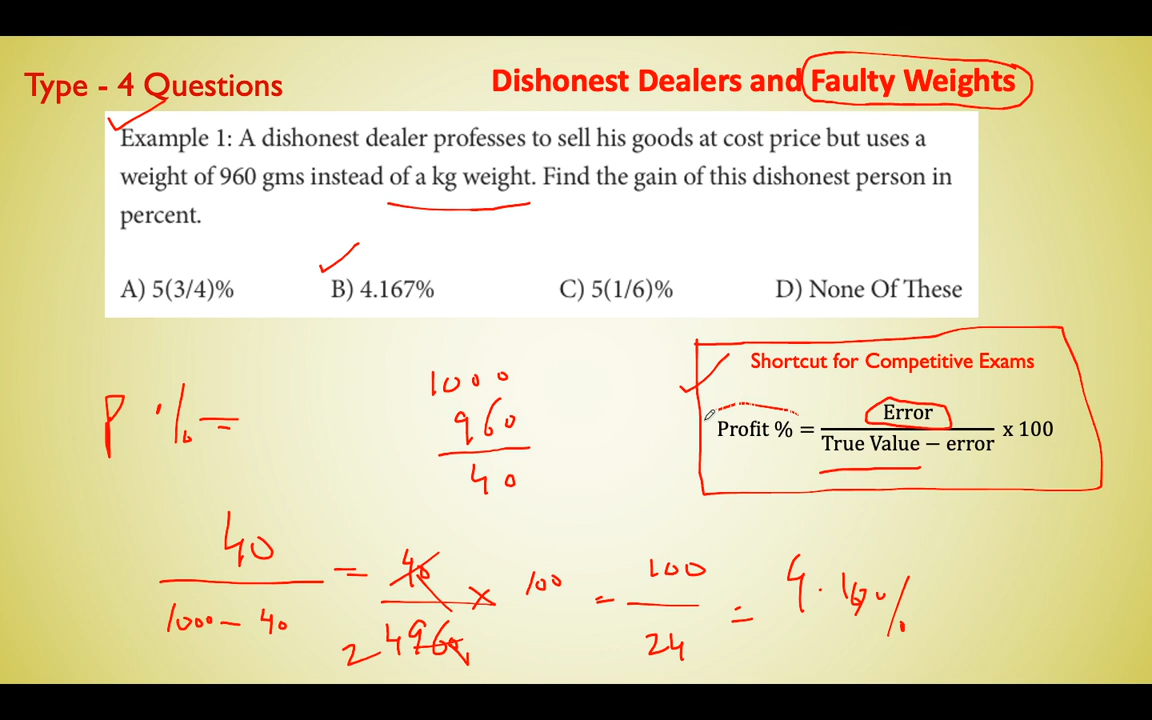 Type - 4 Questions
Dishonest Dealers and Faulty Weights
Example 1: A dishonest dealer professes to sell his goods at cost price but uses a
weight of 960 gms instead of a kg weight. Find the gain of this dishonest person in
percent.
A) 5(3/4)% B) 4.167% C) 5(1/6)% D) None Of These
Shortcut for Competitive Exams
Profit % = Error / True Value − error x 100
P % =
1000
960
40
40 / 1000 - 40 = 40 / 960 x 100 = 100 / 24 = 4.167%